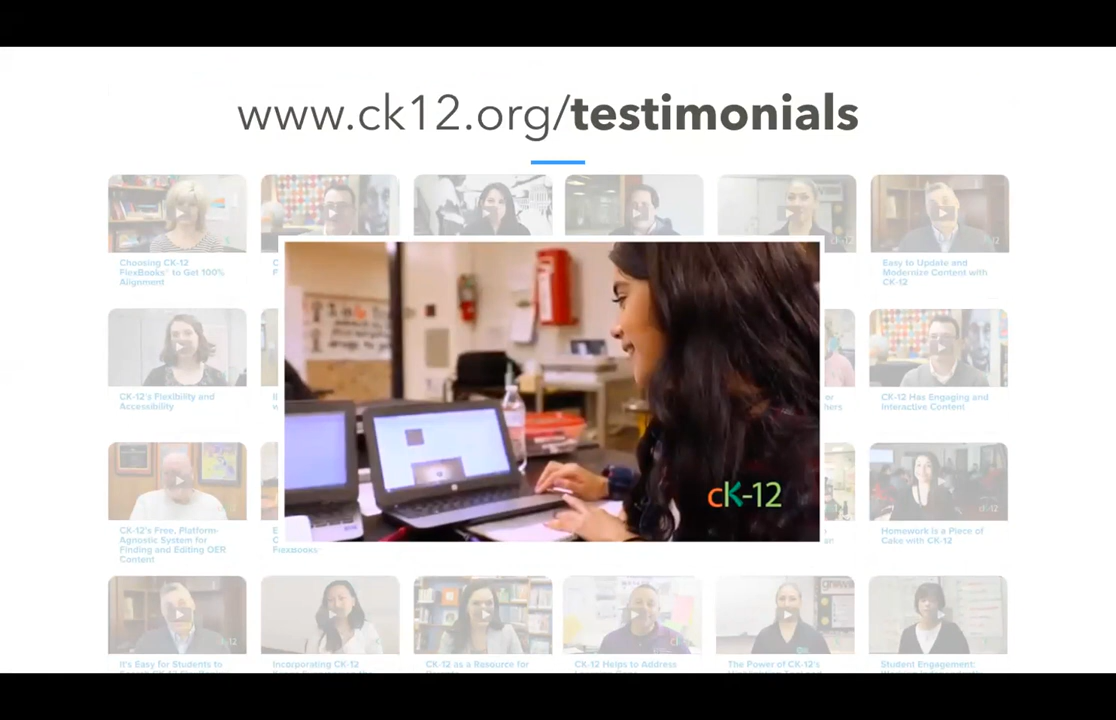 www.ck12.org/testimonials
Choosing CK-12
FlexBooks® to Get 100%
Alignment
Easy to Update and
Modernize Content with
CK-12
CK-12's Flexibility and
Accessibility
CK-12 Has Engaging and
Interactive Content
cK-12
CK-12's Free, Platform-
Agnostic System for
Finding and Editing OER
Content
FlexBooks™
Homework is a Piece of
Cake with CK-12
It's Easy for Students to
Incorporating CK-12
CK-12 as a Resource for
CK-12 Helps to Address
The Power of CK-12's
Student Engagement: